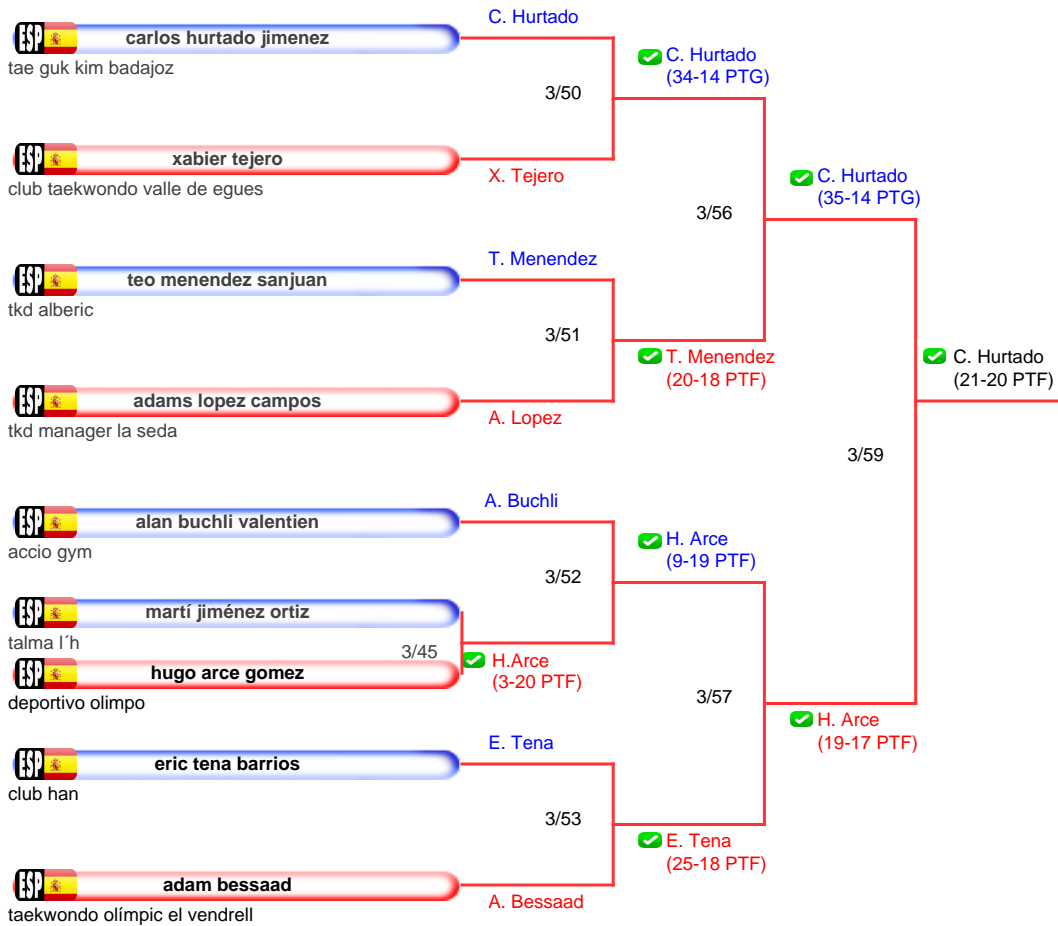 C. Hurtado
ESP carlos hurtado jimenez
tae guk kim badajoz
C. Hurtado
(34-14 PTG)
3/50
ESP xabier tejero
club taekwondo valle de egues
X. Tejero
C. Hurtado
(35-14 PTG)
3/56
T. Menendez
ESP teo menendez sanjuan
tkd alberic
3/51
T. Menendez
(20-18 PTF)
C. Hurtado
(21-20 PTF)
ESP adams lopez campos
tkd manager la seda
A. Lopez
3/59
A. Buchli
ESP alan buchli valentien
accio gym
H. Arce
(9-19 PTF)
3/52
ESP martí jiménez ortiz
talma l´h
3/45
H.Arce
(3-20 PTF)
ESP hugo arce gomez
deportivo olimpo
3/57
H. Arce
(19-17 PTF)
E. Tena
ESP eric tena barrios
club han
3/53
E. Tena
(25-18 PTF)
ESP adam bessaad
taekwondo olímpic el vendrell
A. Bessaad